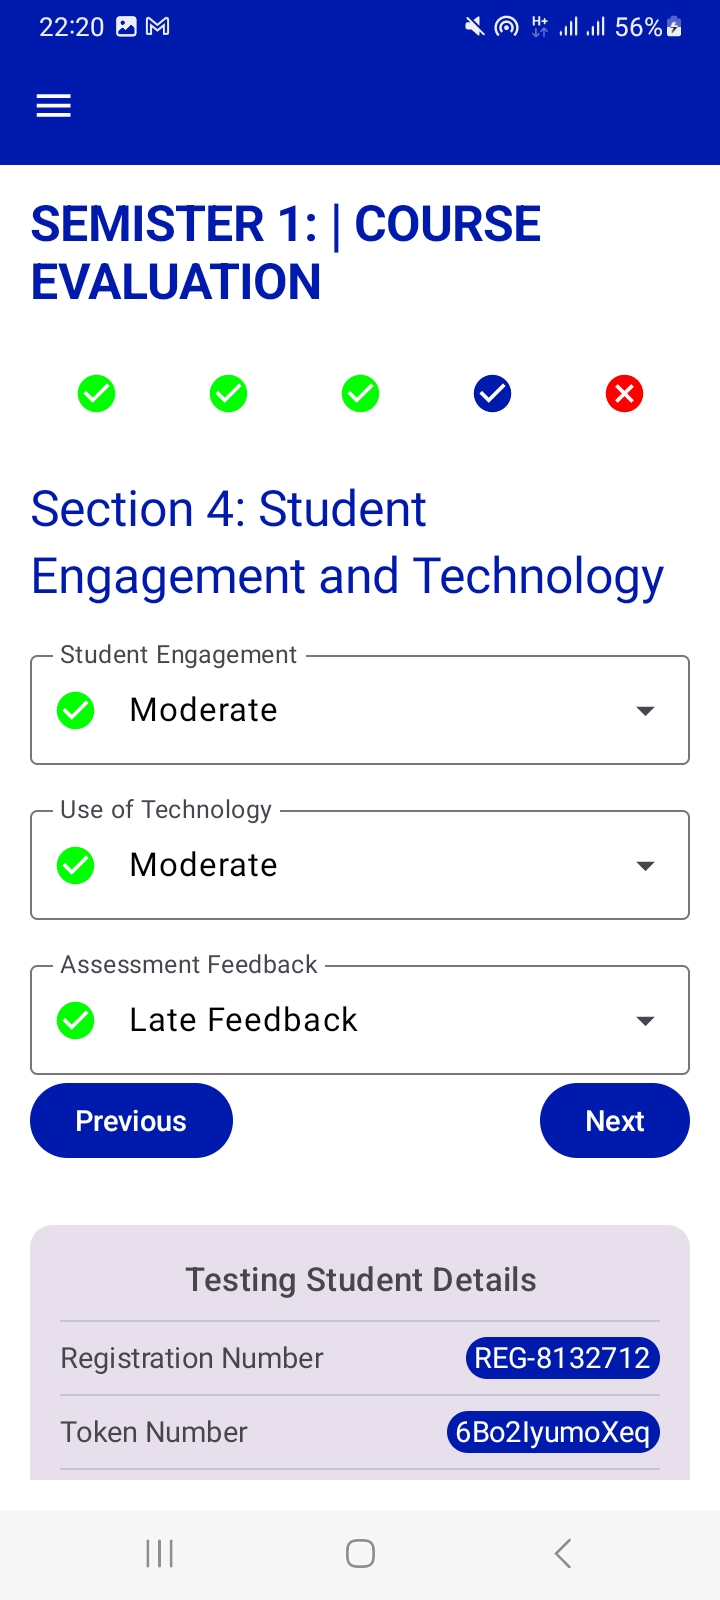 22:20 H+ 56%
SEMISTER 1: | COURSE
EVALUATION
Section 4: Student
Engagement and Technology
Student Engagement
Moderate
Use of Technology
Moderate
Assessment Feedback
Late Feedback
Previous Next
Testing Student Details
Registration Number REG-8132712
Token Number 6Bo2IyumoXeq